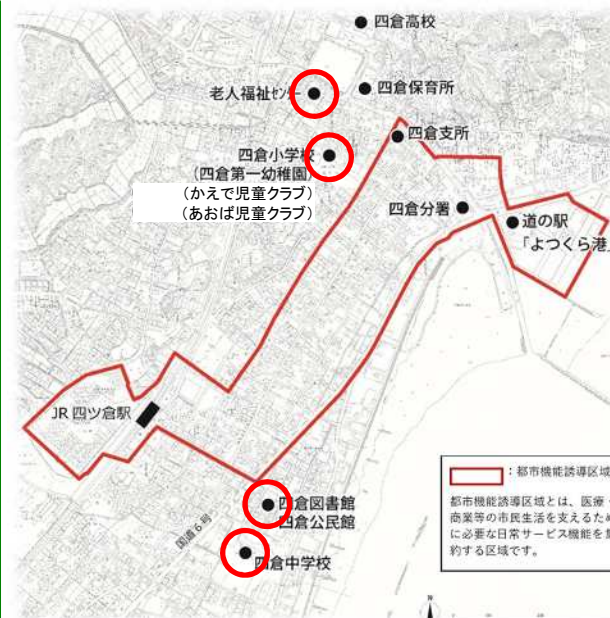 四倉高校
老人福祉センター
四倉保育所
四倉支所
四倉小学校
(四倉第一幼稚園)
(かえで児童クラブ)
(あおば児童クラブ)
四倉分署
道の駅
「よつくら港」
JR 四ツ倉駅
四倉図書館
四倉公民館
国道6号
四倉中学校
:都市機能誘導区域
都市機能誘導区域とは、医療・
商業等の市民生活を支えるため
に必要な日常サービス機能を集
約する区域です。
N